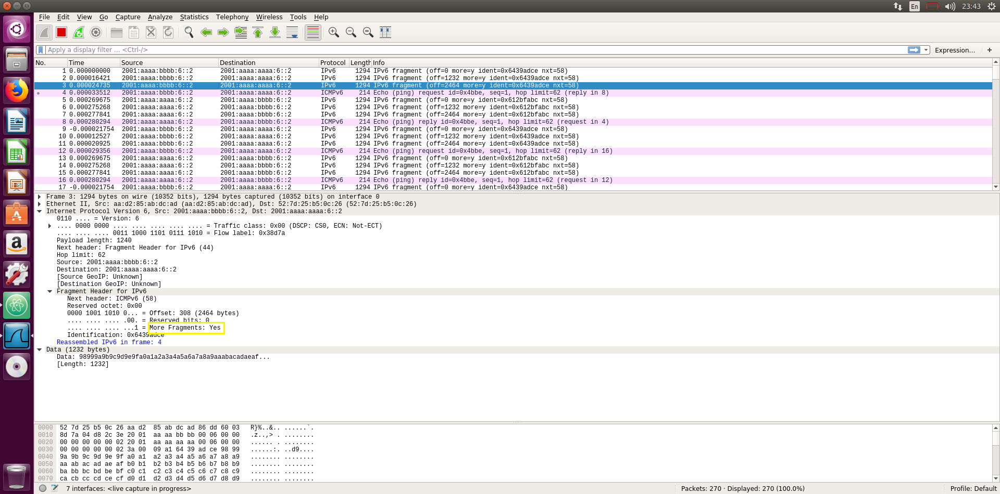 En 23:43
File Edit View Go Capture Analyze Statistics Telephony Wireless Tools Help
Apply a display filter ... <Ctrl-/> Expression... +
No. Time Source Destination Protocol Length Info
1 0.000000000 2001:aaaa:bbbb:6::2 2001:aaaa:aaaa:6::2 IPv6 1294 IPv6 fragment (off=0 more=y ident=0x6439adce nxt=58)
2 0.000016421 2001:aaaa:bbbb:6::2 2001:aaaa:aaaa:6::2 IPv6 1294 IPv6 fragment (off=1232 more=y ident=0x6439adce nxt=58)
3 0.000024735 2001:aaaa:bbbb:6::2 2001:aaaa:aaaa:6::2 IPv6 1294 IPv6 fragment (off=2464 more=y ident=0x6439adce nxt=58)
4 0.000033512 2001:aaaa:bbbb:6::2 2001:aaaa:aaaa:6::2 ICMPv6 214 Echo (ping) request id=0x4bbe, seq=1, hop limit=62 (reply in 8)
5 0.000269675 2001:aaaa:aaaa:6::2 2001:aaaa:bbbb:6::2 IPv6 1294 IPv6 fragment (off=0 more=y ident=0x612bfabc nxt=58)
6 0.000275268 2001:aaaa:aaaa:6::2 2001:aaaa:bbbb:6::2 IPv6 1294 IPv6 fragment (off=1232 more=y ident=0x612bfabc nxt=58)
7 0.000277841 2001:aaaa:aaaa:6::2 2001:aaaa:bbbb:6::2 IPv6 1294 IPv6 fragment (off=2464 more=y ident=0x612bfabc nxt=58)
8 0.000280294 2001:aaaa:aaaa:6::2 2001:aaaa:bbbb:6::2 ICMPv6 214 Echo (ping) reply id=0x4bbe, seq=1, hop limit=62 (request in 4)
9 -0.000021754 2001:aaaa:bbbb:6::2 2001:aaaa:aaaa:6::2 IPv6 1294 IPv6 fragment (off=0 more=y ident=0x6439adce nxt=58)
10 0.000012527 2001:aaaa:bbbb:6::2 2001:aaaa:aaaa:6::2 IPv6 1294 IPv6 fragment (off=1232 more=y ident=0x6439adce nxt=58)
11 0.000020925 2001:aaaa:bbbb:6::2 2001:aaaa:aaaa:6::2 IPv6 1294 IPv6 fragment (off=2464 more=y ident=0x6439adce nxt=58)
12 0.000029356 2001:aaaa:bbbb:6::2 2001:aaaa:aaaa:6::2 ICMPv6 214 Echo (ping) request id=0x4bbe, seq=1, hop limit=62 (reply in 16)
13 0.000269675 2001:aaaa:aaaa:6::2 2001:aaaa:bbbb:6::2 IPv6 1294 IPv6 fragment (off=0 more=y ident=0x612bfabc nxt=58)
14 0.000275268 2001:aaaa:aaaa:6::2 2001:aaaa:bbbb:6::2 IPv6 1294 IPv6 fragment (off=1232 more=y ident=0x612bfabc nxt=58)
15 0.000277841 2001:aaaa:aaaa:6::2 2001:aaaa:bbbb:6::2 IPv6 1294 IPv6 fragment (off=2464 more=y ident=0x612bfabc nxt=58)
16 0.000280294 2001:aaaa:aaaa:6::2 2001:aaaa:bbbb:6::2 ICMPv6 214 Echo (ping) reply id=0x4bbe, seq=1, hop limit=62 (request in 12)
17 -0.000021754 2001:aaaa:bbbb:6::2 2001:aaaa:aaaa:6::2 IPv6 1294 IPv6 fragment (off=0 more=y ident=0x6439adce nxt=58)
Frame 3: 1294 bytes on wire (10352 bits), 1294 bytes captured (10352 bits) on interface 0
Ethernet II, Src: aa:d2:85:ab:dc:ad (aa:d2:85:ab:dc:ad), Dst: 52:7d:25:b5:0c:26 (52:7d:25:b5:0c:26)
Internet Protocol Version 6, Src: 2001:aaaa:bbbb:6::2, Dst: 2001:aaaa:aaaa:6::2
0110 .... = Version: 6
.... 0000 0000 .... .... .... .... .... = Traffic class: 0x00 (DSCP: CS0, ECN: Not-ECT)
.... .... .... 0011 1000 1101 0111 1010 = Flow label: 0x38d7a
Payload length: 1240
Next header: Fragment Header for IPv6 (44)
Hop limit: 62
Source: 2001:aaaa:bbbb:6::2
Destination: 2001:aaaa:aaaa:6::2
[Source GeoIP: Unknown]
[Destination GeoIP: Unknown]
Fragment Header for IPv6
Next header: ICMPv6 (58)
Reserved octet: 0x00
0000 1001 1010 0... = Offset: 308 (2464 bytes)
.... .... .... .00. = Reserved bits: 0
.... .... .... ...1 = More Fragments: Yes
Identification: 0x6439adce
Reassembled IPv6 in frame: 4
Data (1232 bytes)
Data: 98999a9b9c9d9e9fa0a1a2a3a4a5a6a7a8a9aaabacadaeaf...
[Length: 1232]
0000 52 7d 25 b5 0c 26 aa d2 85 ab dc ad 86 dd 60 03 R}%..&.. ......`.
0010 8d 7a 04 d8 2c 3e 20 01 aa aa bb bb 00 06 00 00 .z..,> . ........
0020 00 00 00 00 00 02 20 01 aa aa aa aa 00 06 00 00 ...... . ........
0030 00 00 00 00 00 02 3a 00 09 a1 64 39 ad ce 98 99 ......:. ..d9....
0040 9a 9b 9c 9d 9e 9f a0 a1 a2 a3 a4 a5 a6 a7 a8 a9 ........ ........
0050 aa ab ac ad ae af b0 b1 b2 b3 b4 b5 b6 b7 b8 b9 ........ ........
0060 ba bb bc bd be bf c0 c1 c2 c3 c4 c5 c6 c7 c8 c9 ........ ........
0070 ca cb cc cd ce cf d0 d1 d2 d3 d4 d5 d6 d7 d8 d9 ........ ........
7 interfaces: <live capture in progress> Packets: 270 · Displayed: 270 (100.0%) Profile: Default